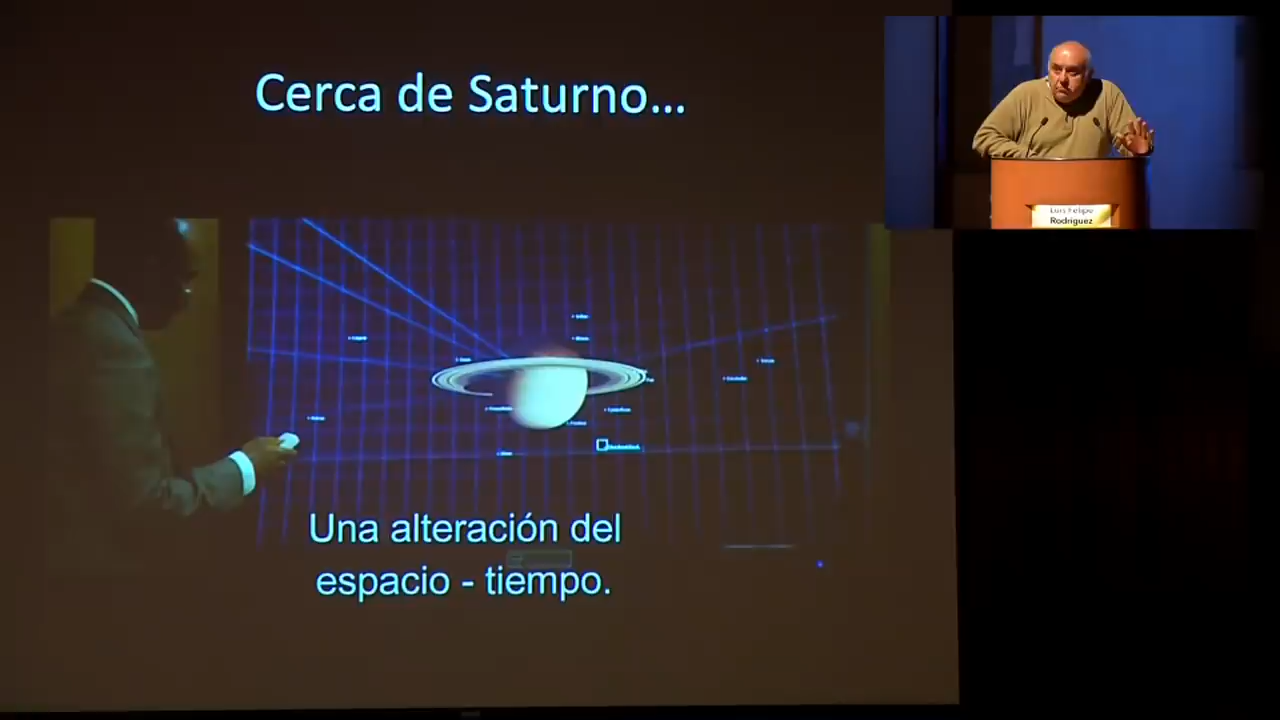 Cerca de Saturno...
Luis Felipe
Rodríguez
Una alteración del
espacio - tiempo.